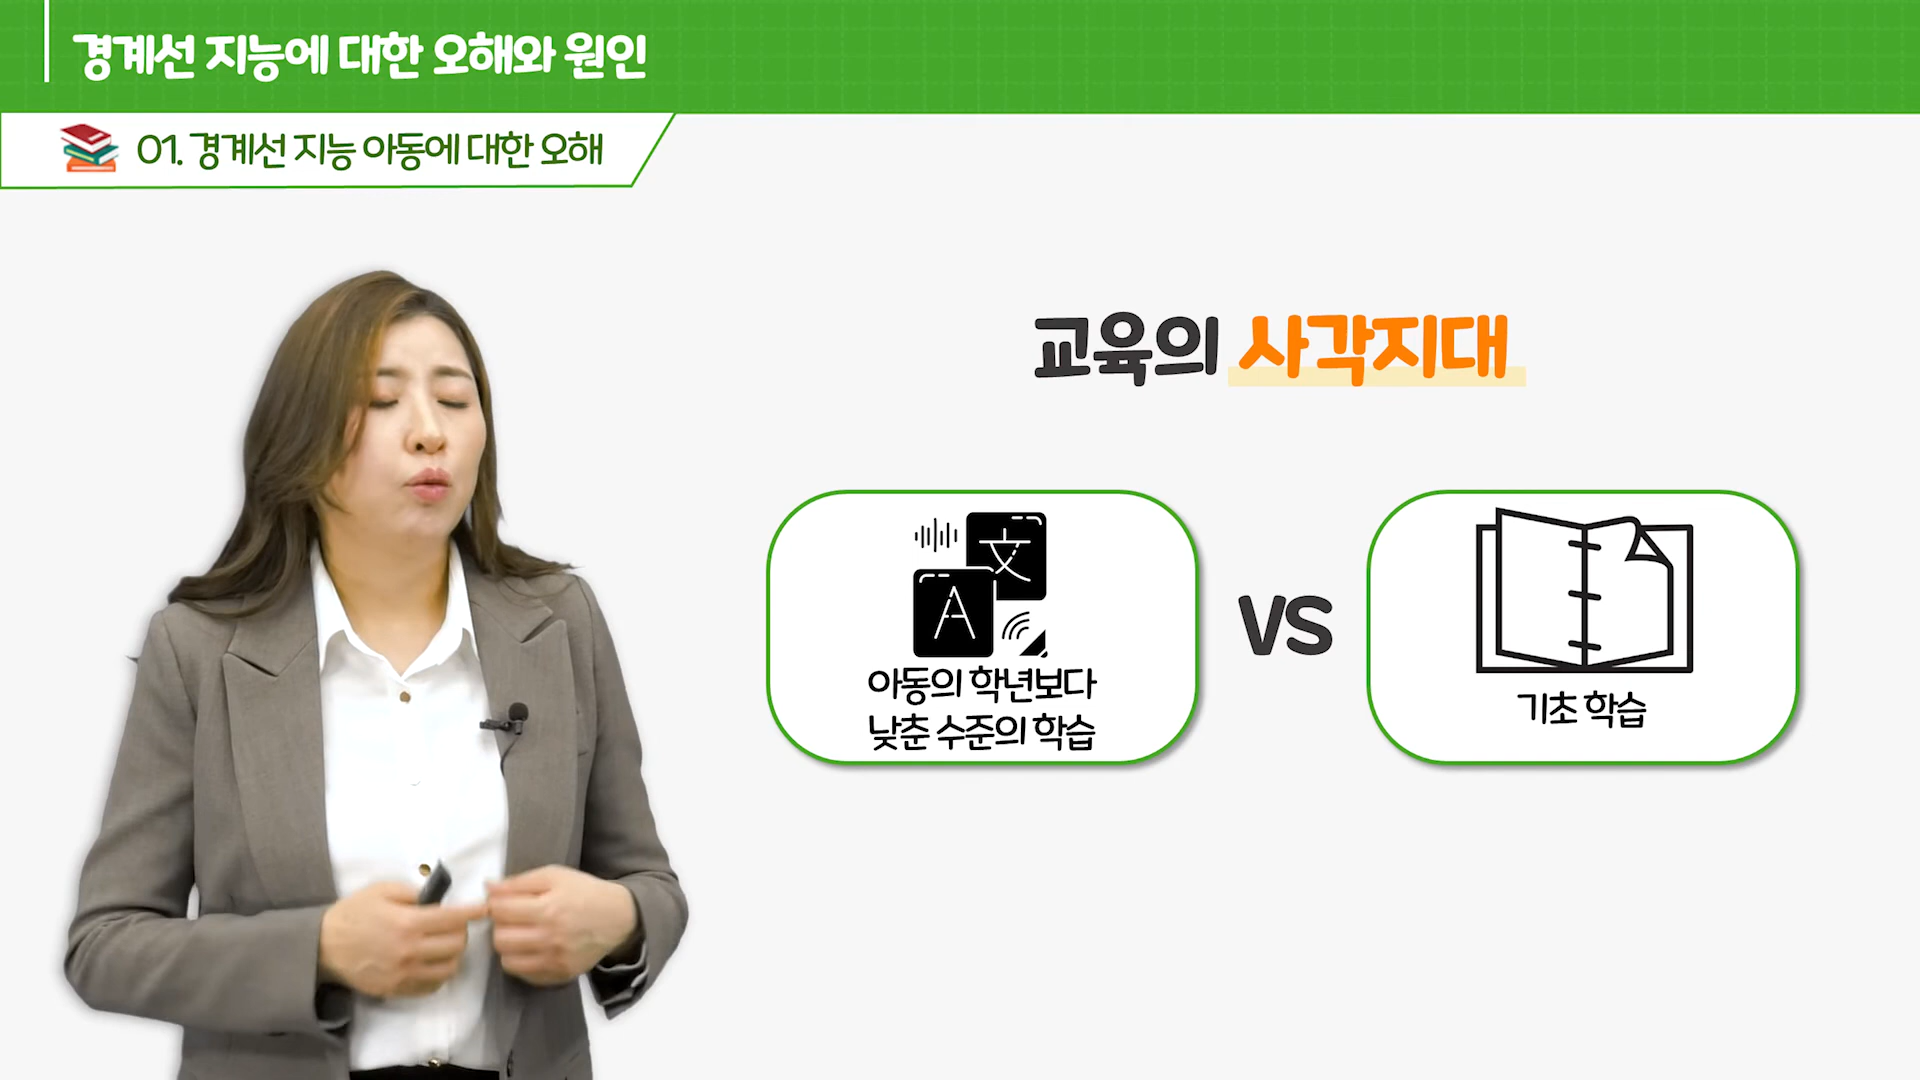 경계선 지능에 대한 오해와 원인
01. 경계선 지능 아동에 대한 오해
교육의 사각지대
文
A
아동의 학년보다
낮춘 수준의 학습
VS
기초 학습